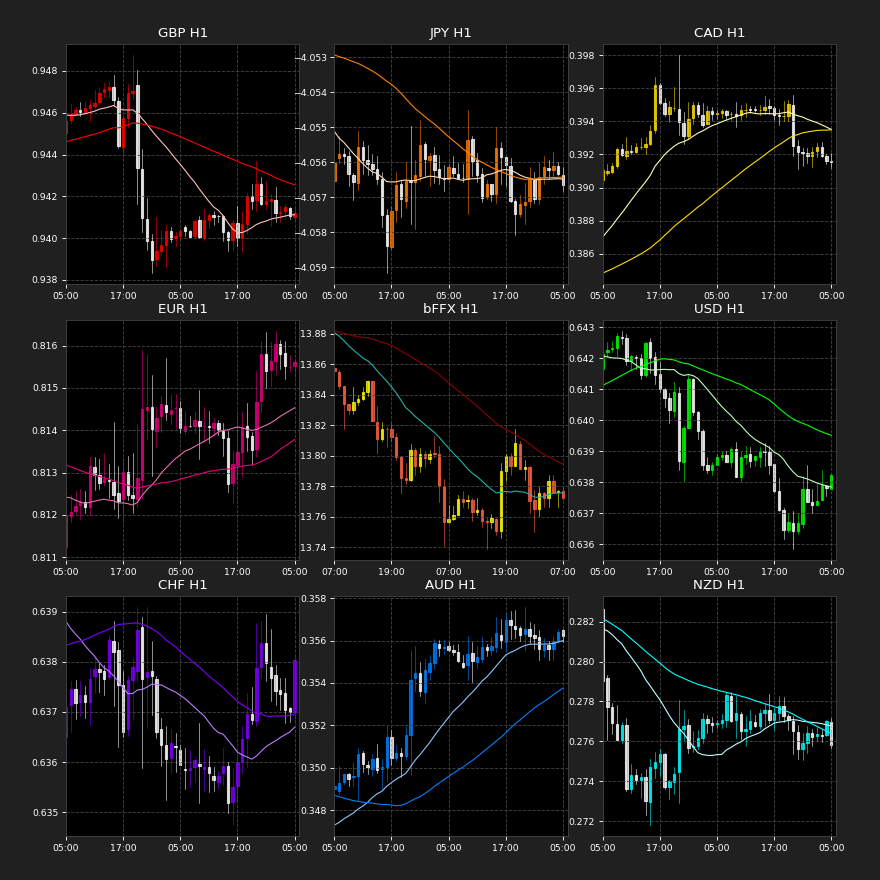 GBP H1 JPY H1 CAD H1
0.948 0.946 0.944 0.942 0.940 0.938
−4.053 −4.054 −4.055 −4.056 −4.057 −4.058 −4.059
0.398 0.396 0.394 0.392 0.390 0.388 0.386
05:00 17:00 05:00 17:00 05:00 05:00 17:00 05:00 17:00 05:00 05:00 17:00 05:00 17:00 05:00
EUR H1 bFFX H1 USD H1
0.816 0.815 0.814 0.813 0.812 0.811
13.88 13.86 13.84 13.82 13.80 13.78 13.76 13.74
0.643 0.642 0.641 0.640 0.639 0.638 0.637 0.636
05:00 17:00 05:00 17:00 05:00 07:00 19:00 07:00 19:00 07:00 05:00 17:00 05:00 17:00 05:00
CHF H1 AUD H1 NZD H1
0.639 0.638 0.637 0.636 0.635
0.358 0.356 0.354 0.352 0.350 0.348
0.282 0.280 0.278 0.276 0.274 0.272
05:00 17:00 05:00 17:00 05:00 05:00 17:00 05:00 17:00 05:00 05:00 17:00 05:00 17:00 05:00